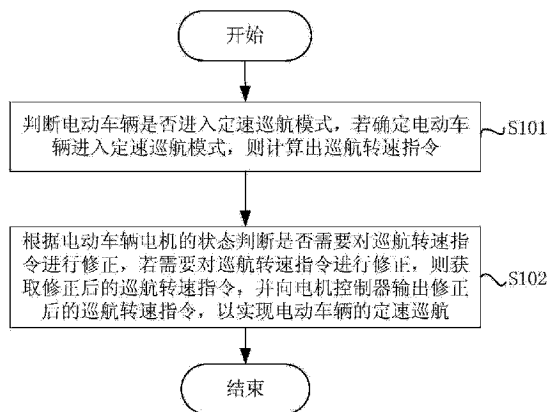 开始
判断电动车辆是否进入定速巡航模式，若确定电动车
辆进入定速巡航模式，则计算出巡航转速指令
S101
根据电动车辆电机的状态判断是否需要对巡航转速指
令进行修正，若需要对巡航转速指令进行修正，则获
取修正后的巡航转速指令，并向电机控制器输出修正
后的巡航转速指令，以实现电动车辆的定速巡航
S102
结束